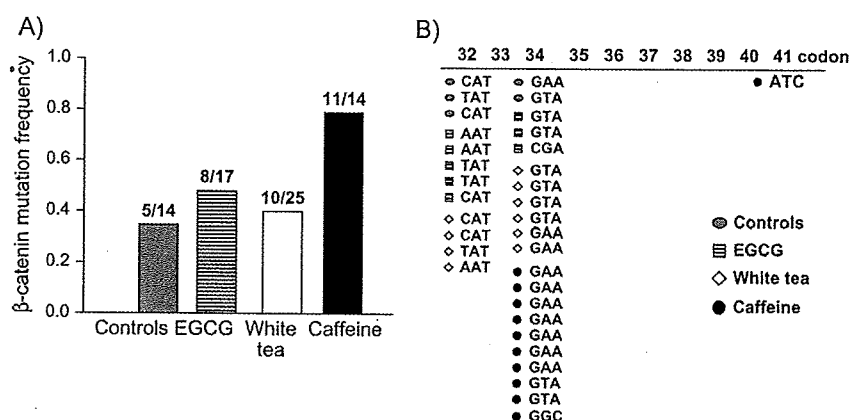 A)
β-catenin mutation frequency
1.0
0.8
0.6
0.4
0.2
0.0
5/14
8/17
10/25
11/14
Controls EGCG White tea Caffeine
B)
32 33 34 35 36 37 38 39 40 41 codon
CAT GAA ATC
TAT GTA
CAT GTA
AAT GTA
AAT CGA
TAT GTA
TAT GTA
CAT GTA
CAT GTA
CAT GAA
TAT GAA
AAT GAA
GAA
GAA
GAA
GAA
GAA
GAA
GTA
GTA
GGC
Controls
EGCG
White tea
Caffeine